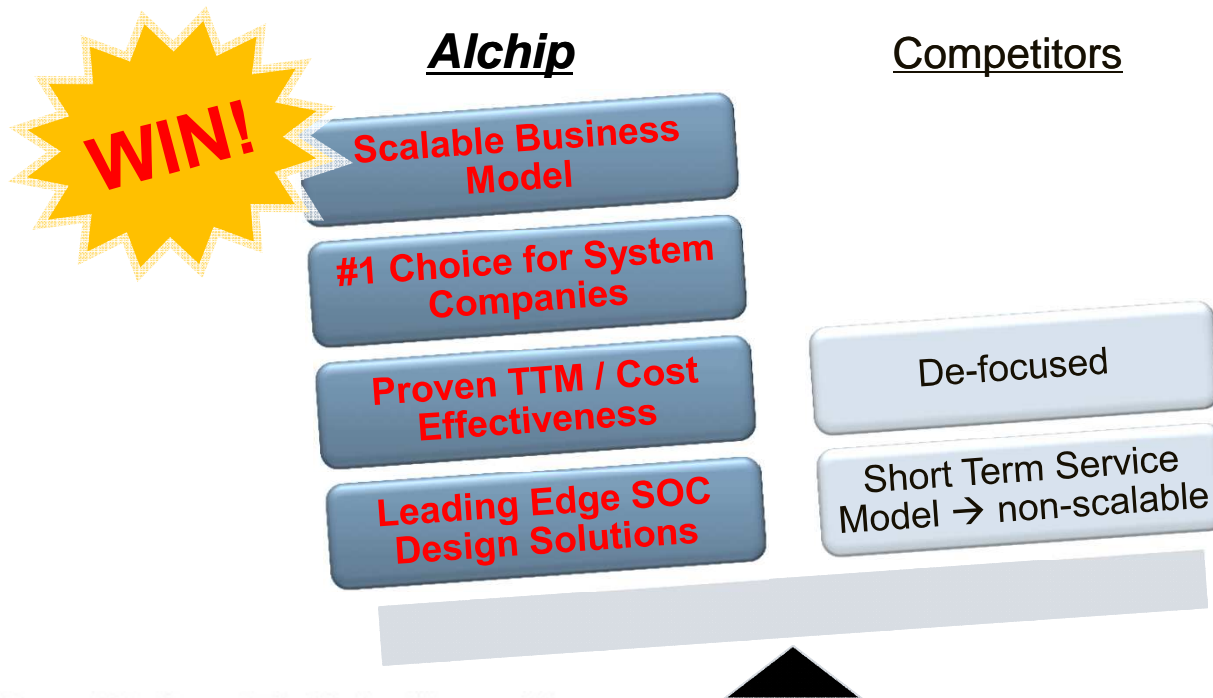 Alchip
Competitors
WIN!
Scalable Business
Model
#1 Choice for System
Companies
Proven TTM / Cost
Effectiveness
Leading Edge SOC
Design Solutions
De-focused
Short Term Service
Model → non-scalable